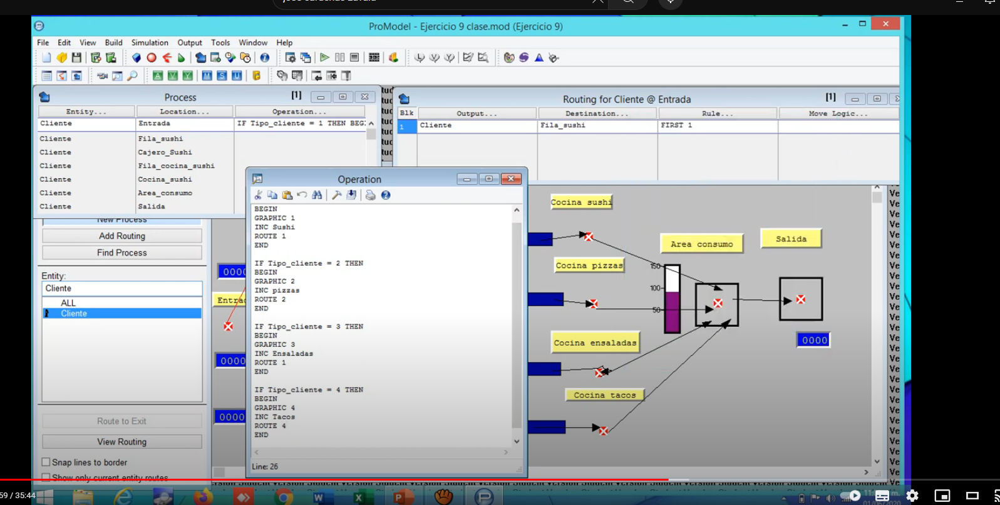 ProModel - Ejercicio 9 clase.mod (Ejercicio 9)
File Edit View Build Simulation Output Tools Window Help
Process [1]
Entity... Location... Operation...
Cliente Entrada IF Tipo_cliente = 1 THEN BEG
Cliente Fila_sushi
Cliente Cajero_Sushi
Cliente Fila_cocina_sushi
Cliente Cocina_sushi
Cliente Area_consumo
Cliente Salida
Routing for Cliente @ Entrada [1]
Blk Output... Destination... Rule... Move Logic...
1 Cliente Fila_sushi FIRST 1
New Process
Add Routing
Find Process
Entity:
Cliente
ALL
Cliente
Route to Exit
View Routing
Snap lines to border
Show only current entity routes
Operation
BEGIN
GRAPHIC 1
INC Sushi
ROUTE 1
END
IF Tipo_cliente = 2 THEN
BEGIN
GRAPHIC 2
INC pizzas
ROUTE 2
END
IF Tipo_cliente = 3 THEN
BEGIN
GRAPHIC 3
INC Ensaladas
ROUTE 1
END
IF Tipo_cliente = 4 THEN
BEGIN
GRAPHIC 4
INC Tacos
ROUTE 4
END
Line: 26
0000
Entrad
0000
0000
Cocina sushi
Cocina pizzas
Cocina ensaladas
Cocina tacos
Area consumo
Salida
150
100
50
0000
59 / 35:44